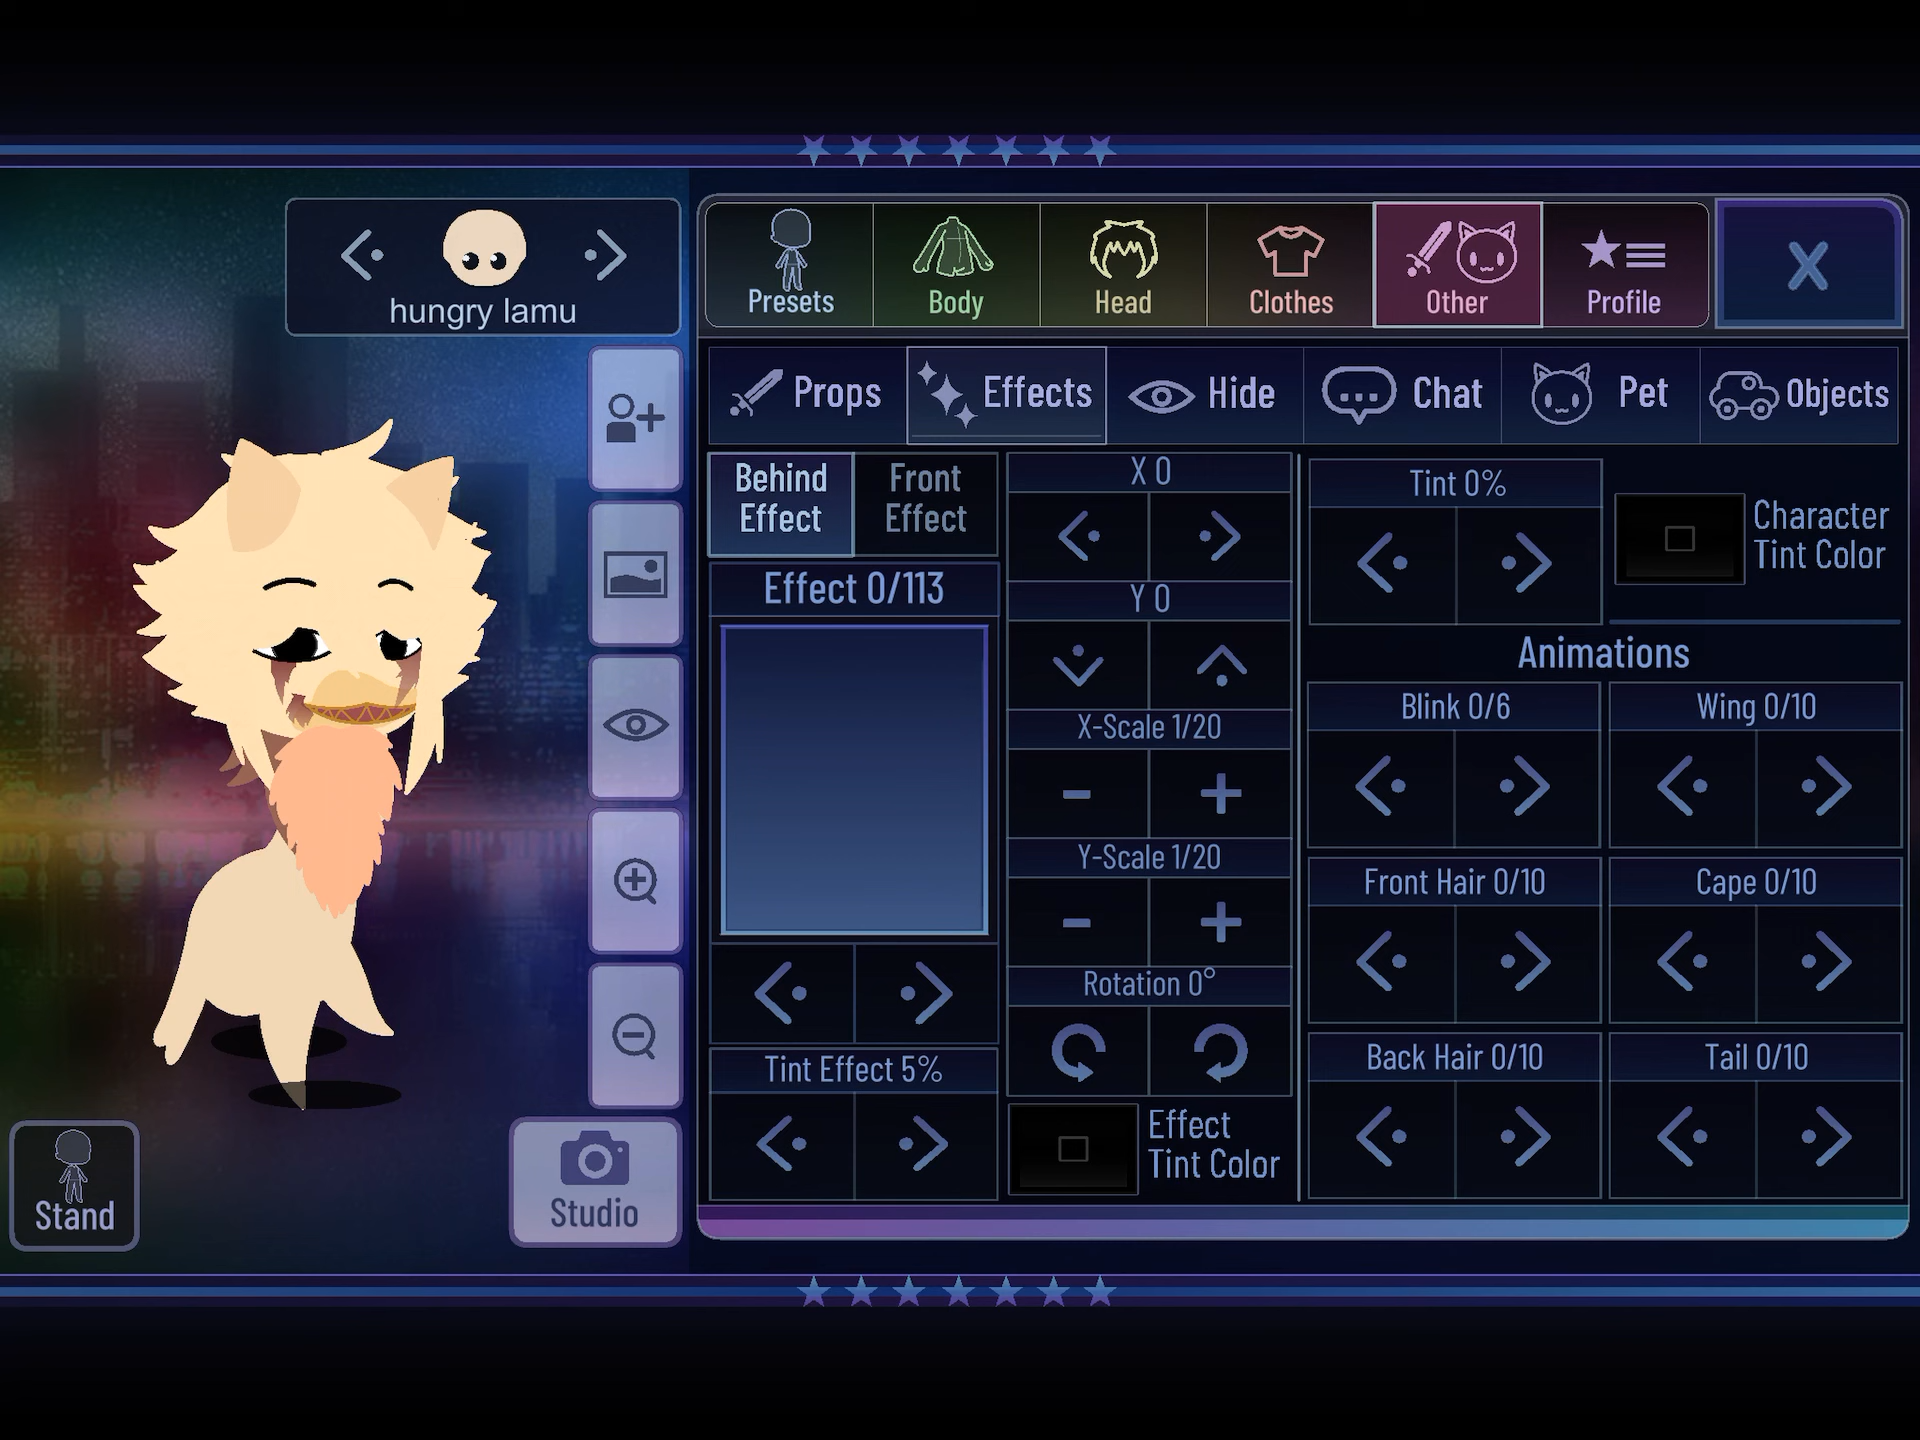 hungry lamu
Presets
Body
Head
Clothes
Other
Profile
X
Props
Effects
Hide
Chat
Pet
Objects
Behind
Effect
Front
Effect
Effect 0/113
Tint Effect 5%
X 0
Y 0
X-Scale 1/20
Y-Scale 1/20
Rotation 0°
Effect
Tint Color
Tint 0%
Character
Tint Color
Animations
Blink 0/6
Wing 0/10
Front Hair 0/10
Cape 0/10
Back Hair 0/10
Tail 0/10
Stand
Studio